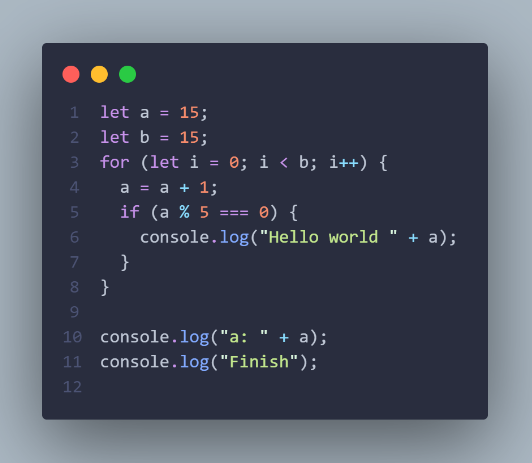 1 let a = 15;
2 let b = 15;
3 for (let i = 0; i < b; i++) {
4   a = a + 1;
5   if (a % 5 === 0) {
6     console.log("Hello world " + a);
7   }
8 }
9
10 console.log("a: " + a);
11 console.log("Finish");
12